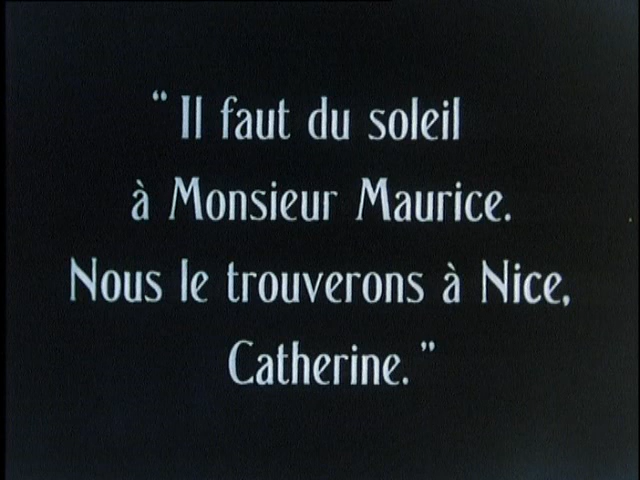 “Il faut du soleil
à Monsieur Maurice.
Nous le trouverons à Nice,
Catherine.”